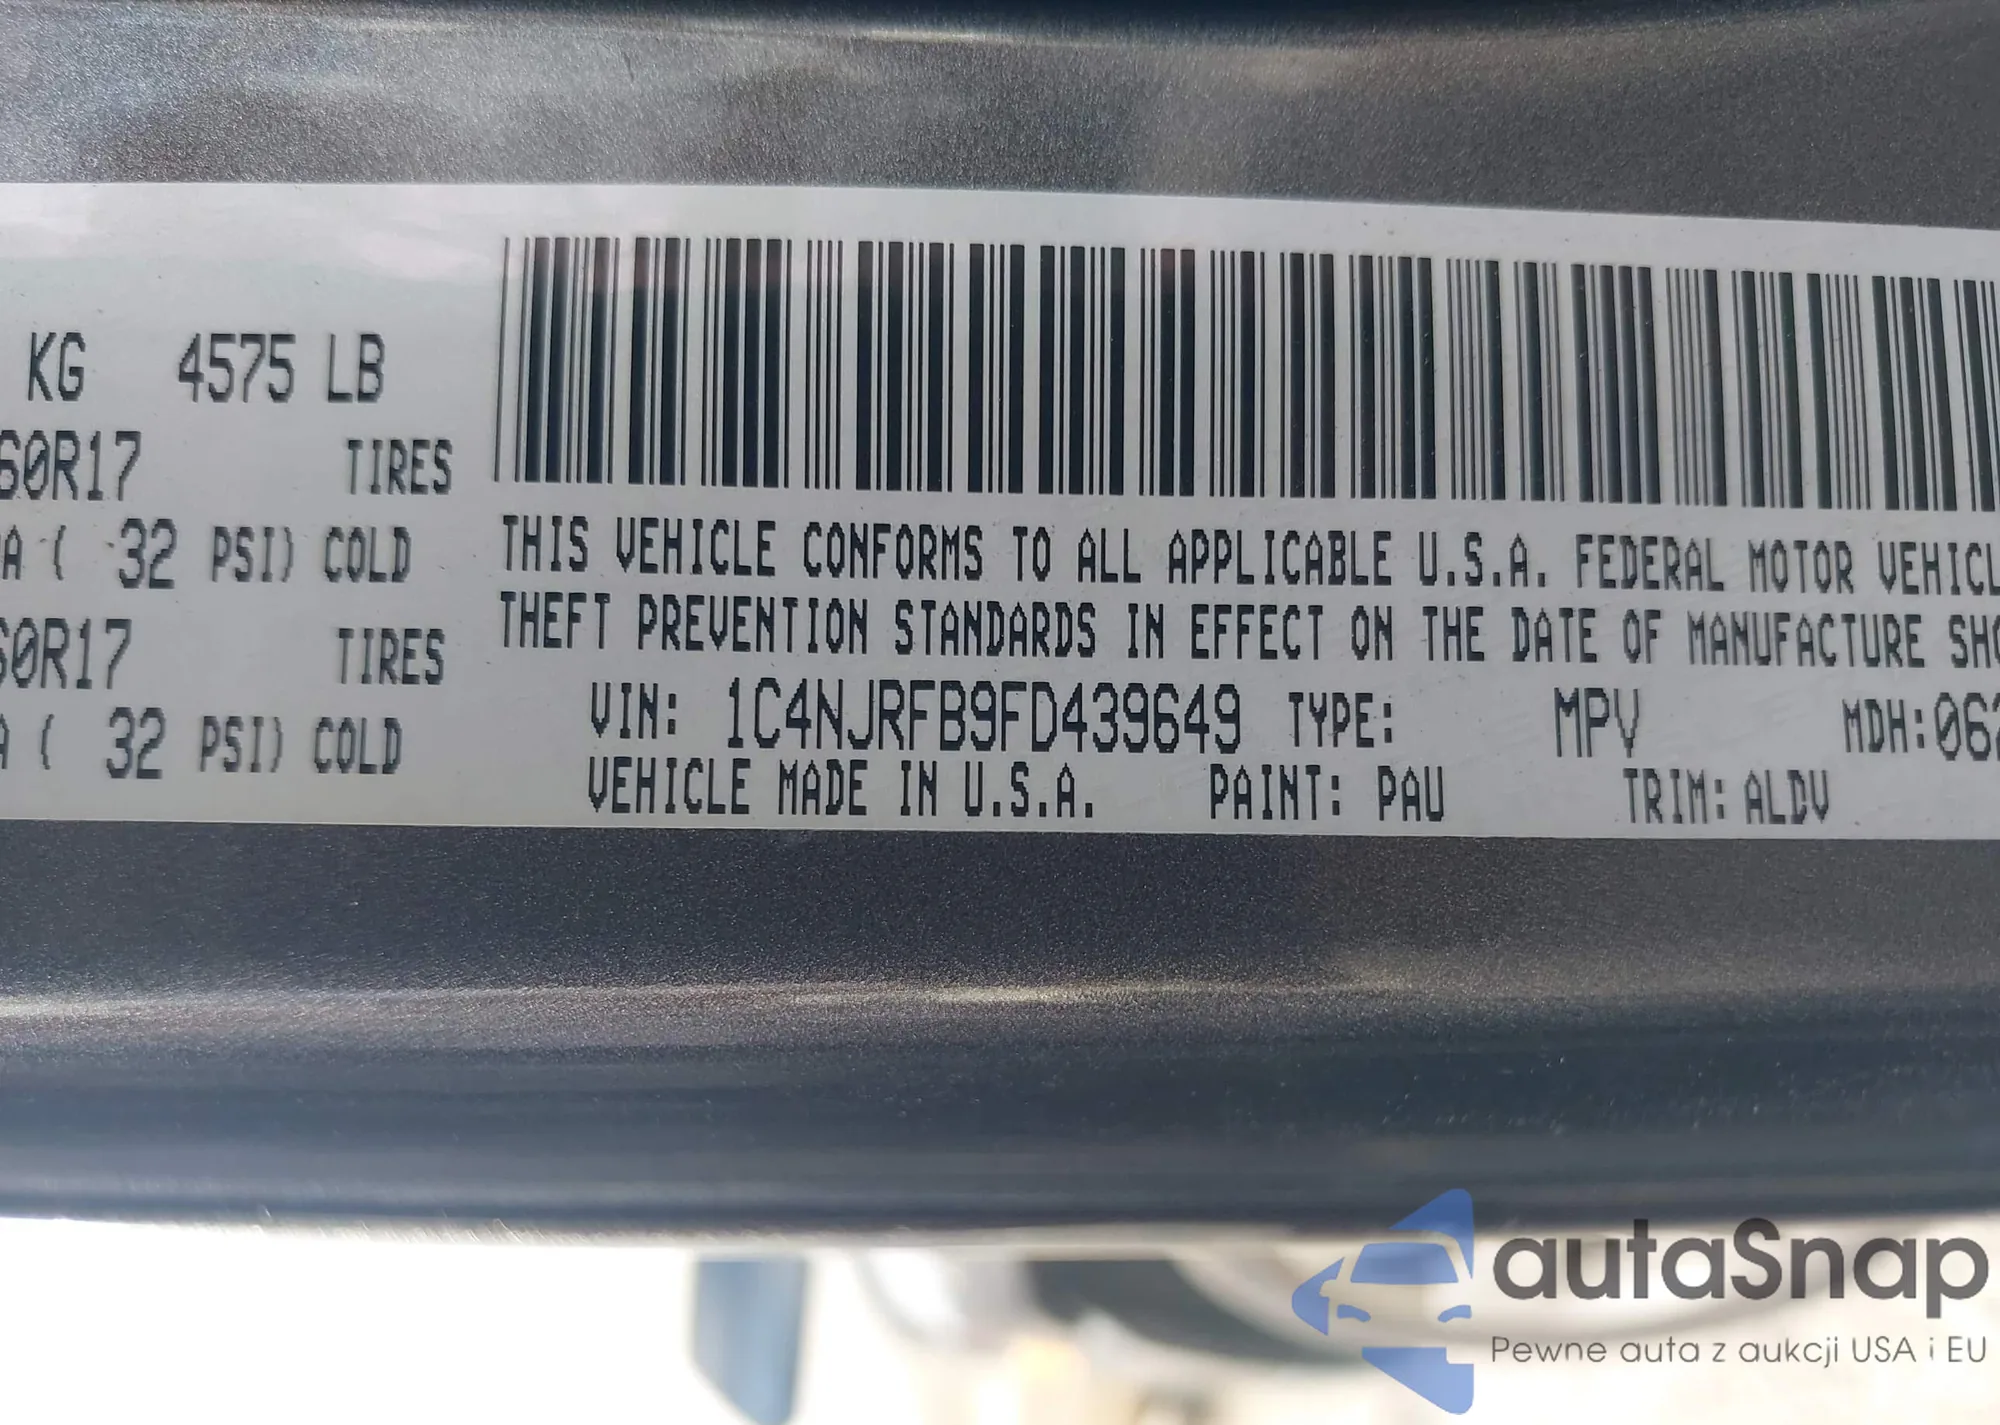 KG 4575 LB
60R17 TIRES
A ( 32 PSI) COLD
60R17 TIRES
A ( 32 PSI) COLD
THIS VEHICLE CONFORMS TO ALL APPLICABLE U.S.A. FEDERAL MOTOR VEHICL
THEFT PREVENTION STANDARDS IN EFFECT ON THE DATE OF MANUFACTURE SHO
VIN: 1C4NJRFB9FD439649 TYPE: MPV MDH:062
VEHICLE MADE IN U.S.A. PAINT: PAU TRIM: ALDV
autaSnap
Pewne auta z aukcji USA i EU